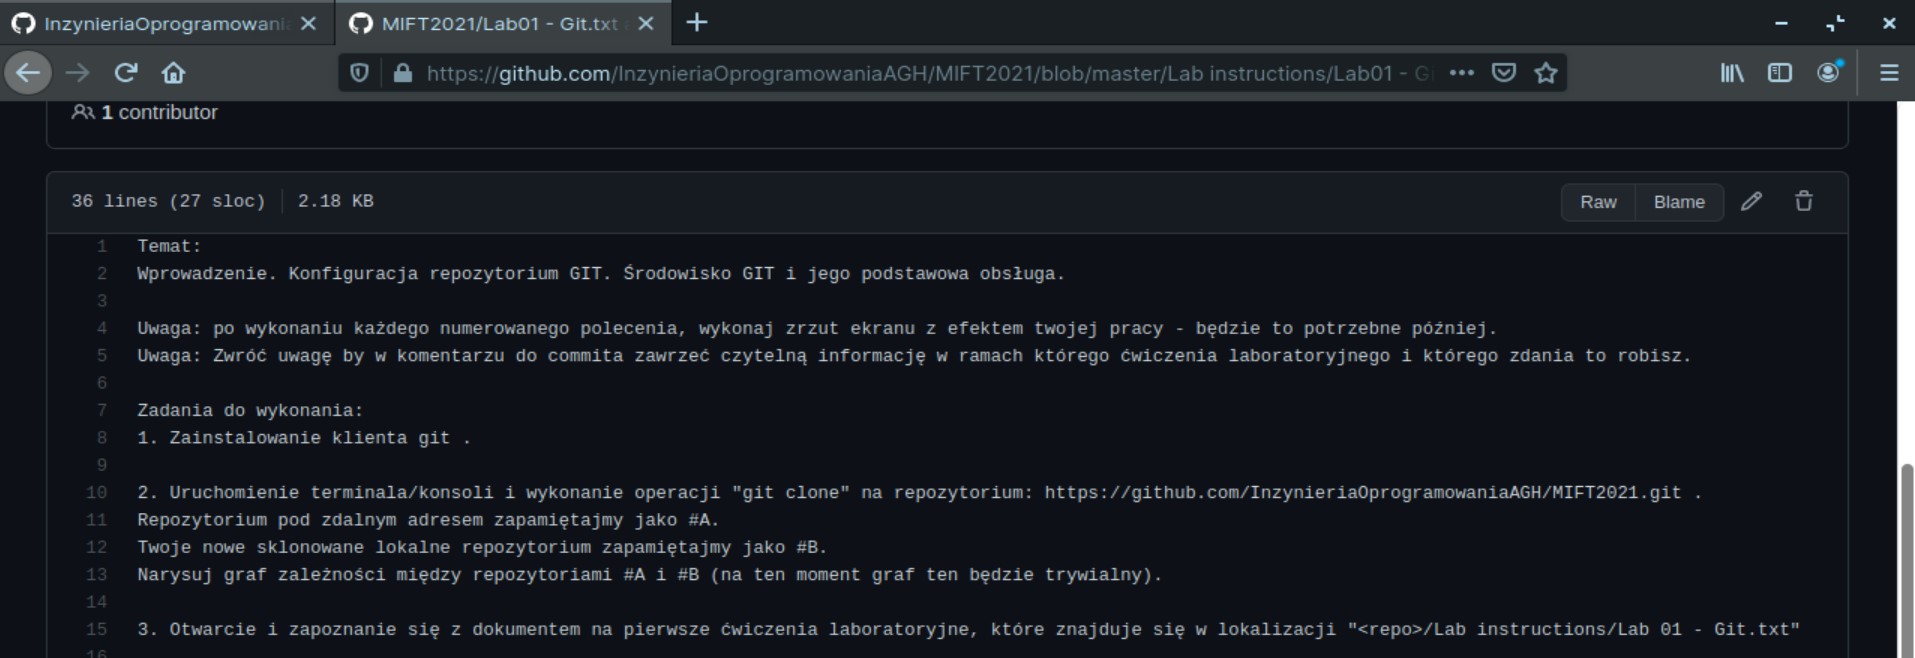 InzynieriaOprogramowani
MIFT2021/Lab01 - Git.txt
https://github.com/InzynieriaOprogramowaniaAGH/MIFT2021/blob/master/Lab instructions/Lab01 - G
1 contributor
36 lines (27 sloc) 2.18 KB
Raw Blame
1 Temat:
2 Wprowadzenie. Konfiguracja repozytorium GIT. Środowisko GIT i jego podstawowa obsługa.
3
4 Uwaga: po wykonaniu każdego numerowanego polecenia, wykonaj zrzut ekranu z efektem twojej pracy - będzie to potrzebne później.
5 Uwaga: Zwróć uwagę by w komentarzu do commita zawrzeć czytelną informację w ramach którego ćwiczenia laboratoryjnego i którego zdania to robisz.
6
7 Zadania do wykonania:
8 1. Zainstalowanie klienta git .
9
10 2. Uruchomienie terminala/konsoli i wykonanie operacji "git clone" na repozytorium: https://github.com/InzynieriaOprogramowaniaAGH/MIFT2021.git .
11 Repozytorium pod zdalnym adresem zapamiętajmy jako #A.
12 Twoje nowe sklonowane lokalne repozytorium zapamiętajmy jako #B.
13 Narysuj graf zależności między repozytoriami #A i #B (na ten moment graf ten będzie trywialny).
14
15 3. Otwarcie i zapoznanie się z dokumentem na pierwsze ćwiczenia laboratoryjne, które znajduje się w lokalizacji "<repo>/Lab instructions/Lab 01 - Git.txt"
16